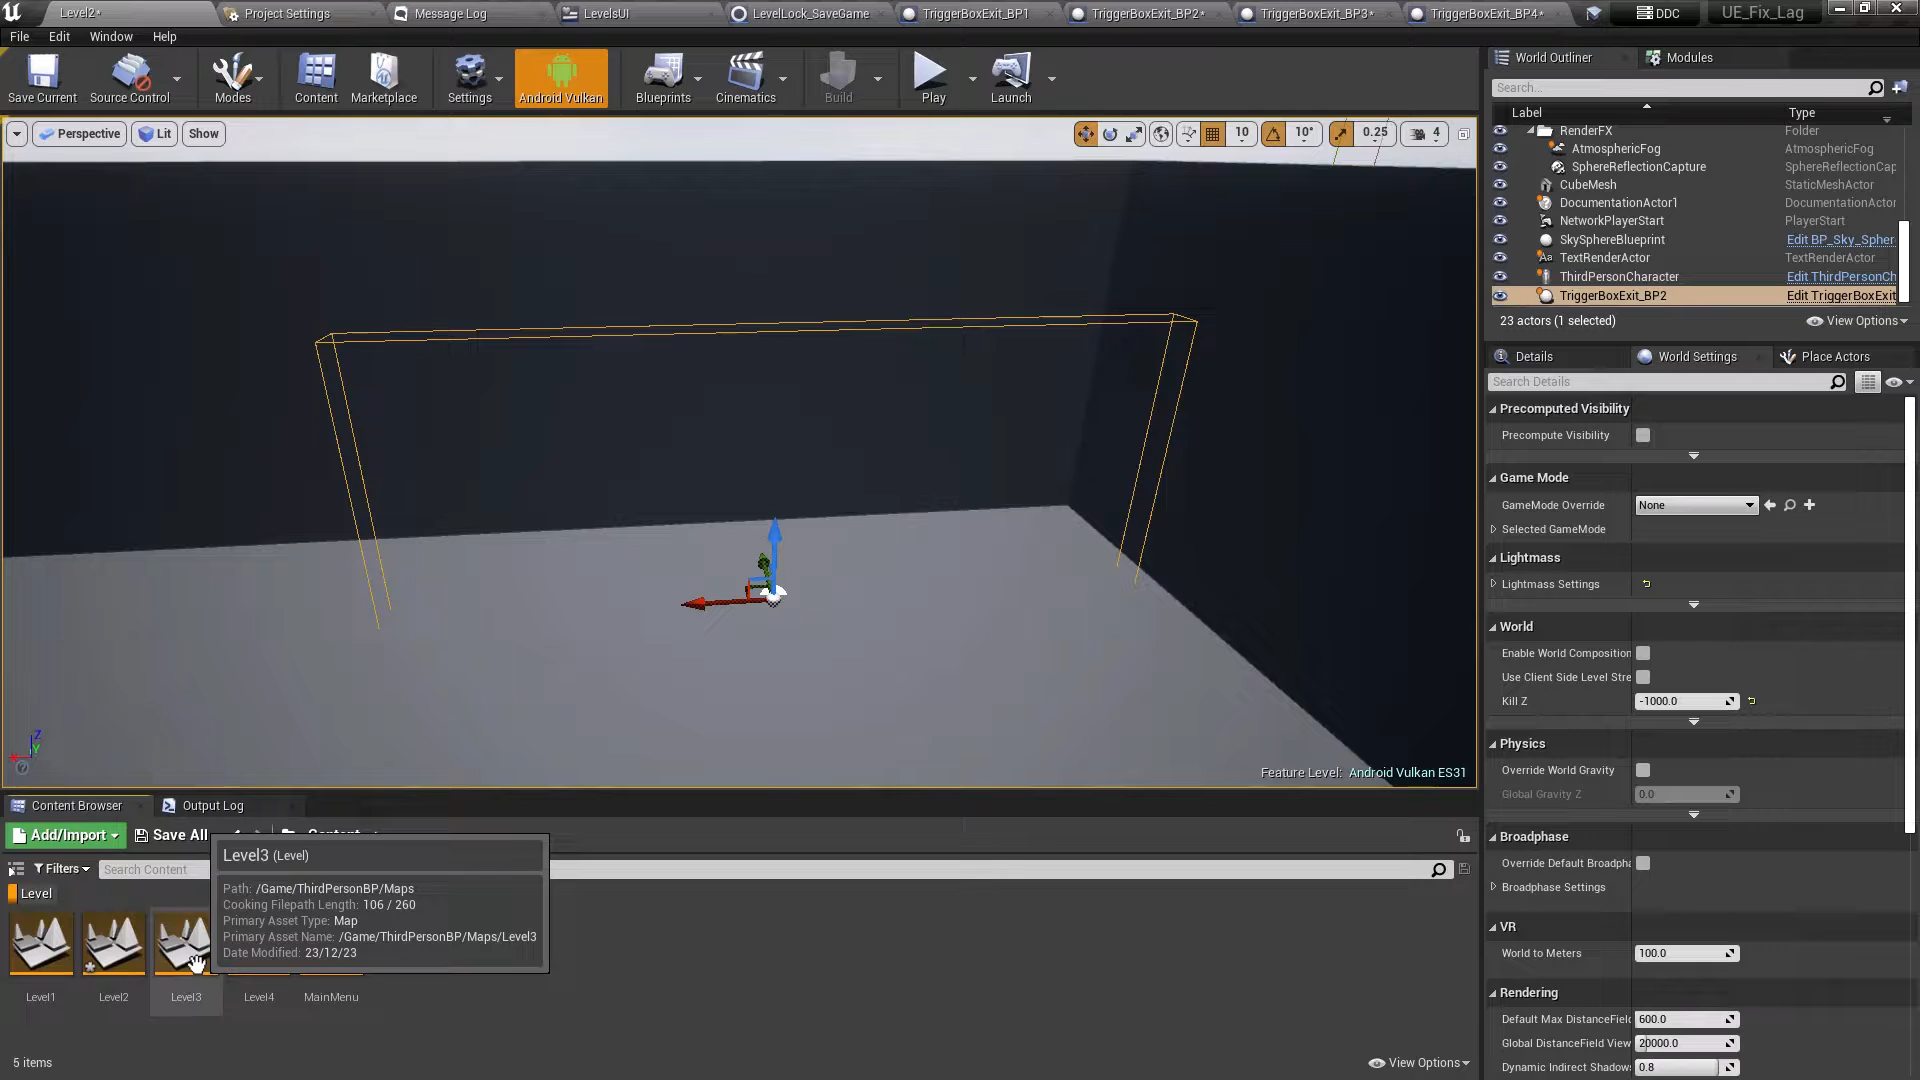 Level2*
Project Settings
Message Log
LevelsUI
LevelLock_SaveGame
TriggerBoxExit_BP1
TriggerBoxExit_BP2*
TriggerBoxExit_BP3*
TriggerBoxExit_BP4*
DDC
UE_Fix_Lag
File
Edit
Window
Help
Save Current
Source Control
Modes
Content
Marketplace
Settings
Android Vulkan
Blueprints
Cinematics
Build
Play
Launch
World Outliner
Modules
Search...
Label
Type
RenderFX
Folder
AtmosphericFog
AtmosphericFog
SphereReflectionCapture
SphereReflectionCap
CubeMesh
StaticMeshActor
DocumentationActor1
DocumentationActor
NetworkPlayerStart
PlayerStart
SkySphereBlueprint
Edit BP_Sky_Spher
TextRenderActor
TextRenderActor
ThirdPersonCharacter
Edit ThirdPersonCh
TriggerBoxExit_BP2
Edit TriggerBoxExit
23 actors (1 selected)
View Options
Perspective
Lit
Show
10
10°
0.25
4
Feature Level: Android Vulkan ES31
Details
World Settings
Place Actors
Search Details
Precomputed Visibility
Precompute Visibility
Game Mode
GameMode Override
None
Selected GameMode
Lightmass
Lightmass Settings
World
Enable World Composition
Use Client Side Level Stre
Kill Z
-1000.0
Physics
Override World Gravity
Global Gravity Z
0.0
Broadphase
Override Default Broadpha
Broadphase Settings
VR
World to Meters
100.0
Rendering
Default Max DistanceField
600.0
Global DistanceField View
20000.0
Dynamic Indirect Shadow
0.8
Content Browser
Output Log
Add/Import
Save All
Filters
Search Content
Level
Level3 (Level)
Path: /Game/ThirdPersonBP/Maps
Cooking Filepath Length: 106 / 260
Primary Asset Type: Map
Primary Asset Name: /Game/ThirdPersonBP/Maps/Level3
Date Modified: 23/12/23
Level1
Level2
Level3
Level4
MainMenu
5 items
View Options
Z
Y